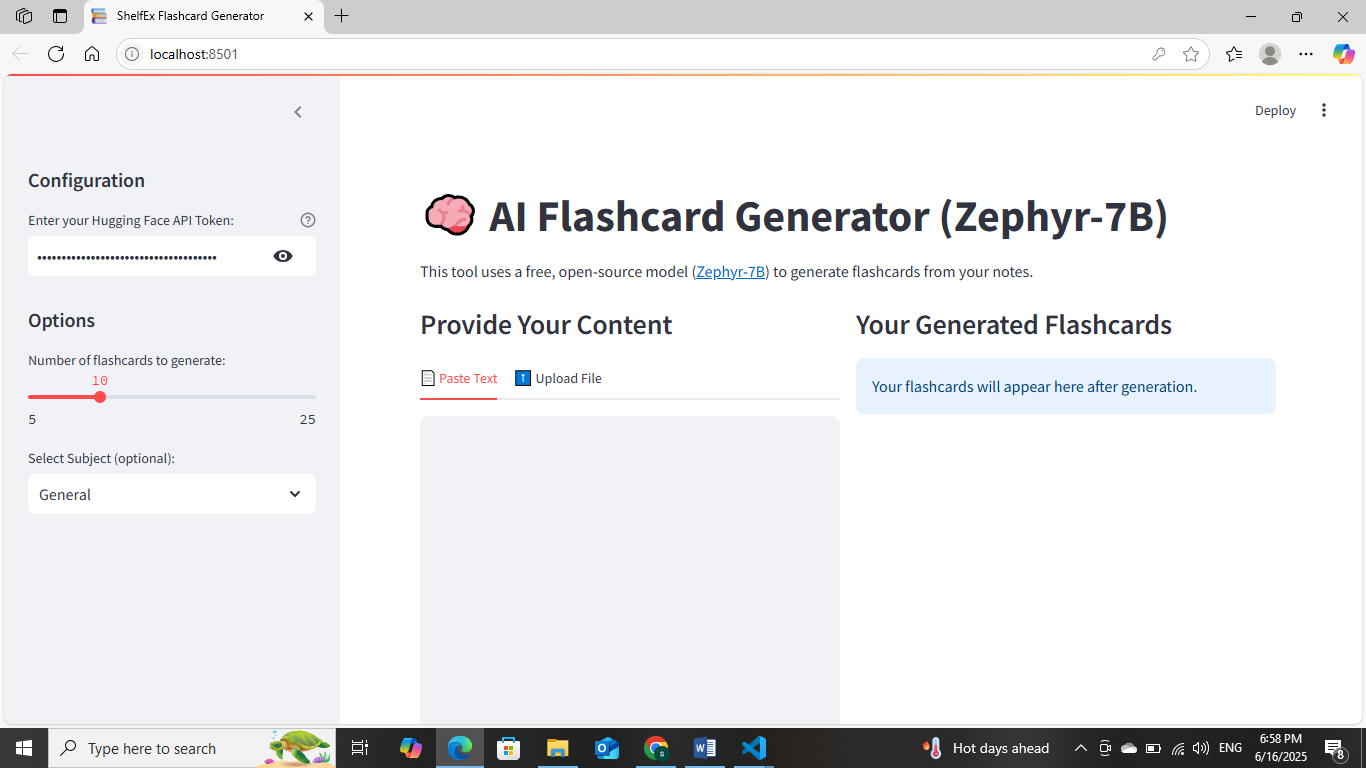 ShelfEx Flashcard Generator
localhost:8501
Deploy
Configuration
Enter your Hugging Face API Token:
••••••••••••••••••••••••••••••••••••
Options
Number of flashcards to generate:
10
5 25
Select Subject (optional):
General
🧠 AI Flashcard Generator (Zephyr-7B)
This tool uses a free, open-source model (Zephyr-7B) to generate flashcards from your notes.
Provide Your Content
Paste Text Upload File
Your Generated Flashcards
Your flashcards will appear here after generation.
Type here to search
Hot days ahead
ENG
6:58 PM
6/16/2025
8